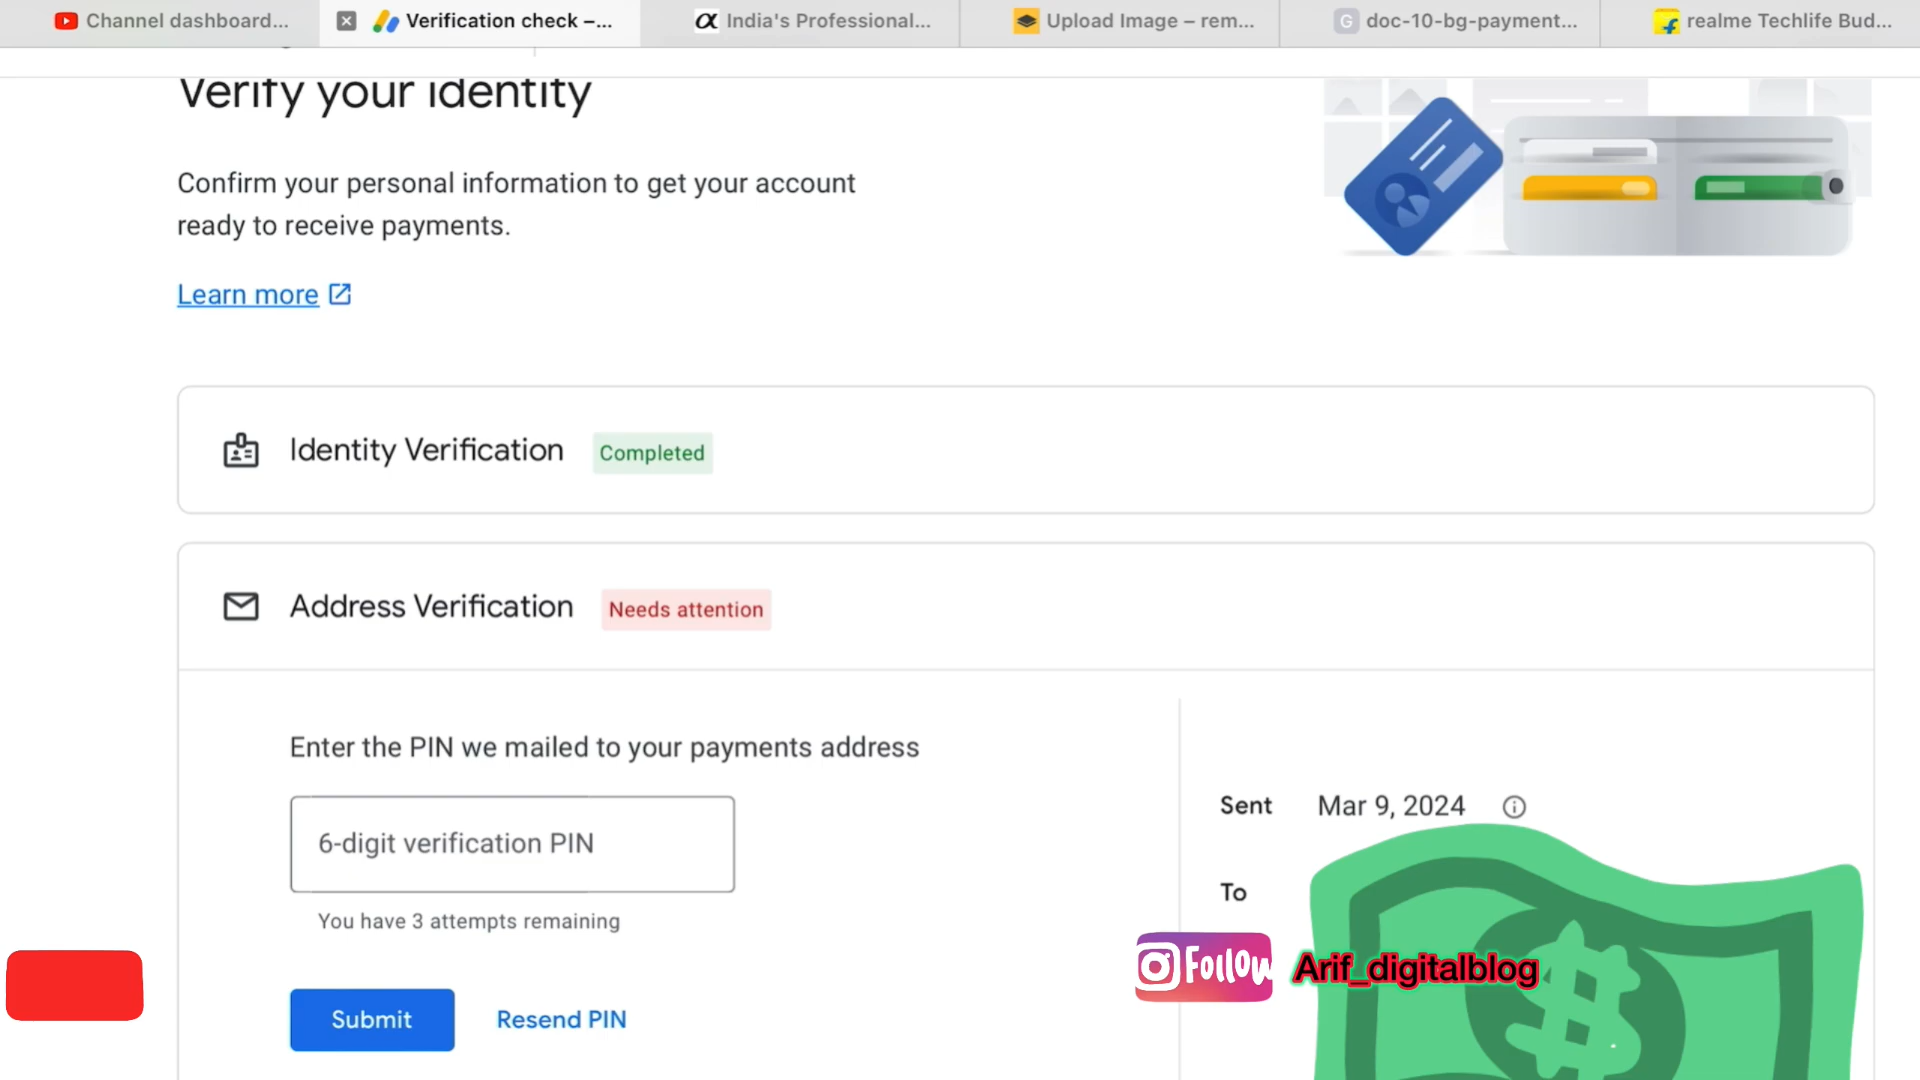 Channel dashboard...
Verification check –...
India's Professional...
Upload Image – rem...
G doc-10-bg-payment...
realme Techlife Bud...
Verify your identity
Confirm your personal information to get your account
ready to receive payments.
Learn more
Identity Verification Completed
Address Verification Needs attention
Enter the PIN we mailed to your payments address
6-digit verification PIN
You have 3 attempts remaining
Submit Resend PIN
Sent Mar 9, 2024
To
Follow Arif_digitalblog